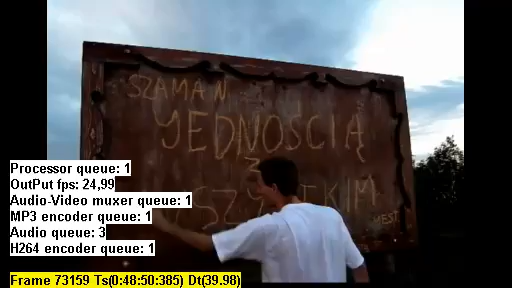 SZAMAN
JEDNOŚCIĄ
Z
WSZYSTKIM
JEST
Processor queue: 1
OutPut fps: 24,99
Audio-Video muxer queue: 1
MP3 encoder queue: 1
Audio queue: 3
H264 encoder queue: 1
Frame 73159 Ts(0:48:50:385) Dt(39.98)